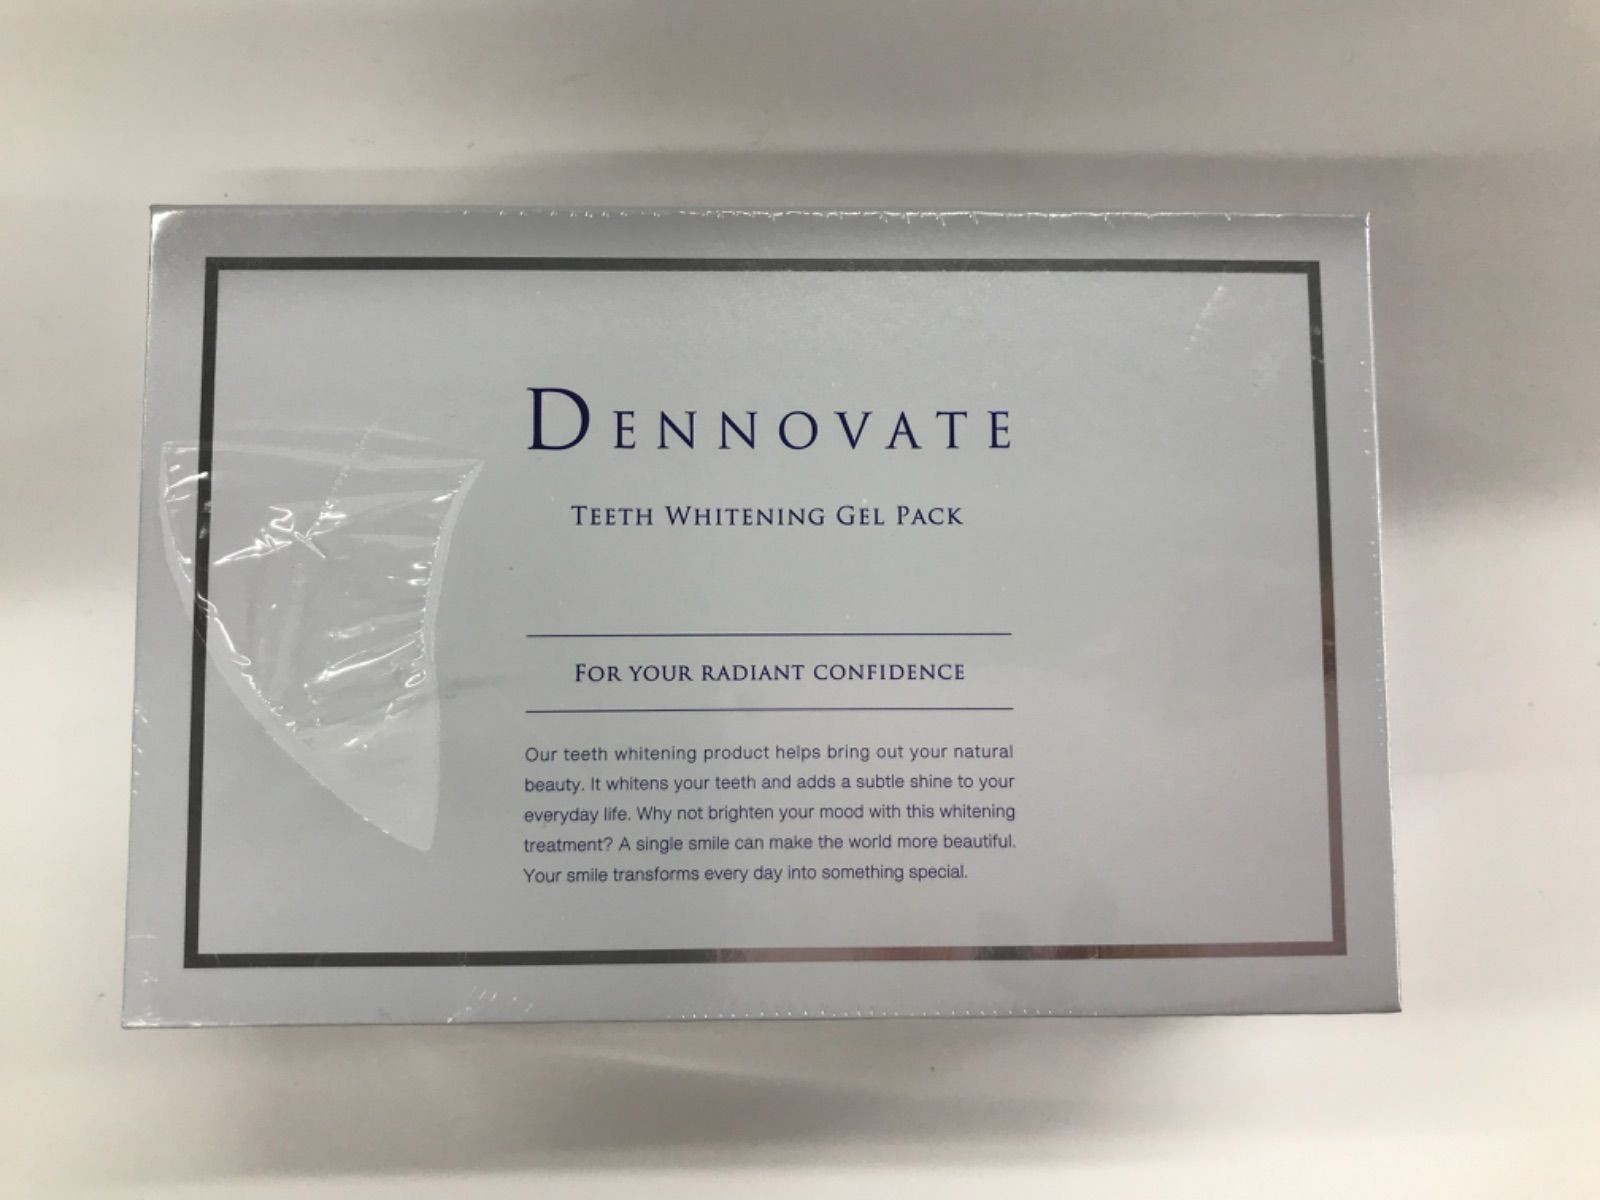 DENNOVATE
TEETH WHITENING GEL PACK
FOR YOUR RADIANT CONFIDENCE
Our teeth whitening product helps bring out your natural
beauty. It whitens your teeth and adds a subtle shine to your
everyday life. Why not brighten your mood with this whitening
treatment? A single smile can make the world more beautiful.
Your smile transforms every day into something special.